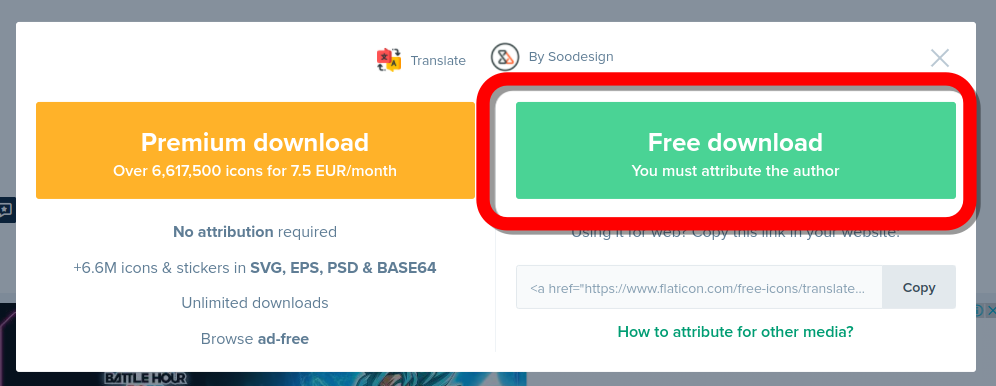 Translate
By Soodesign
Premium download
Over 6,617,500 icons for 7.5 EUR/month
Free download
You must attribute the author
No attribution required
+6.6M icons & stickers in SVG, EPS, PSD & BASE64
Unlimited downloads
Browse ad-free
Using it for web? Copy this link in your website:
<a href="https://www.flaticon.com/free-icons/translate...
Copy
How to attribute for other media?
BATTLE HOUR